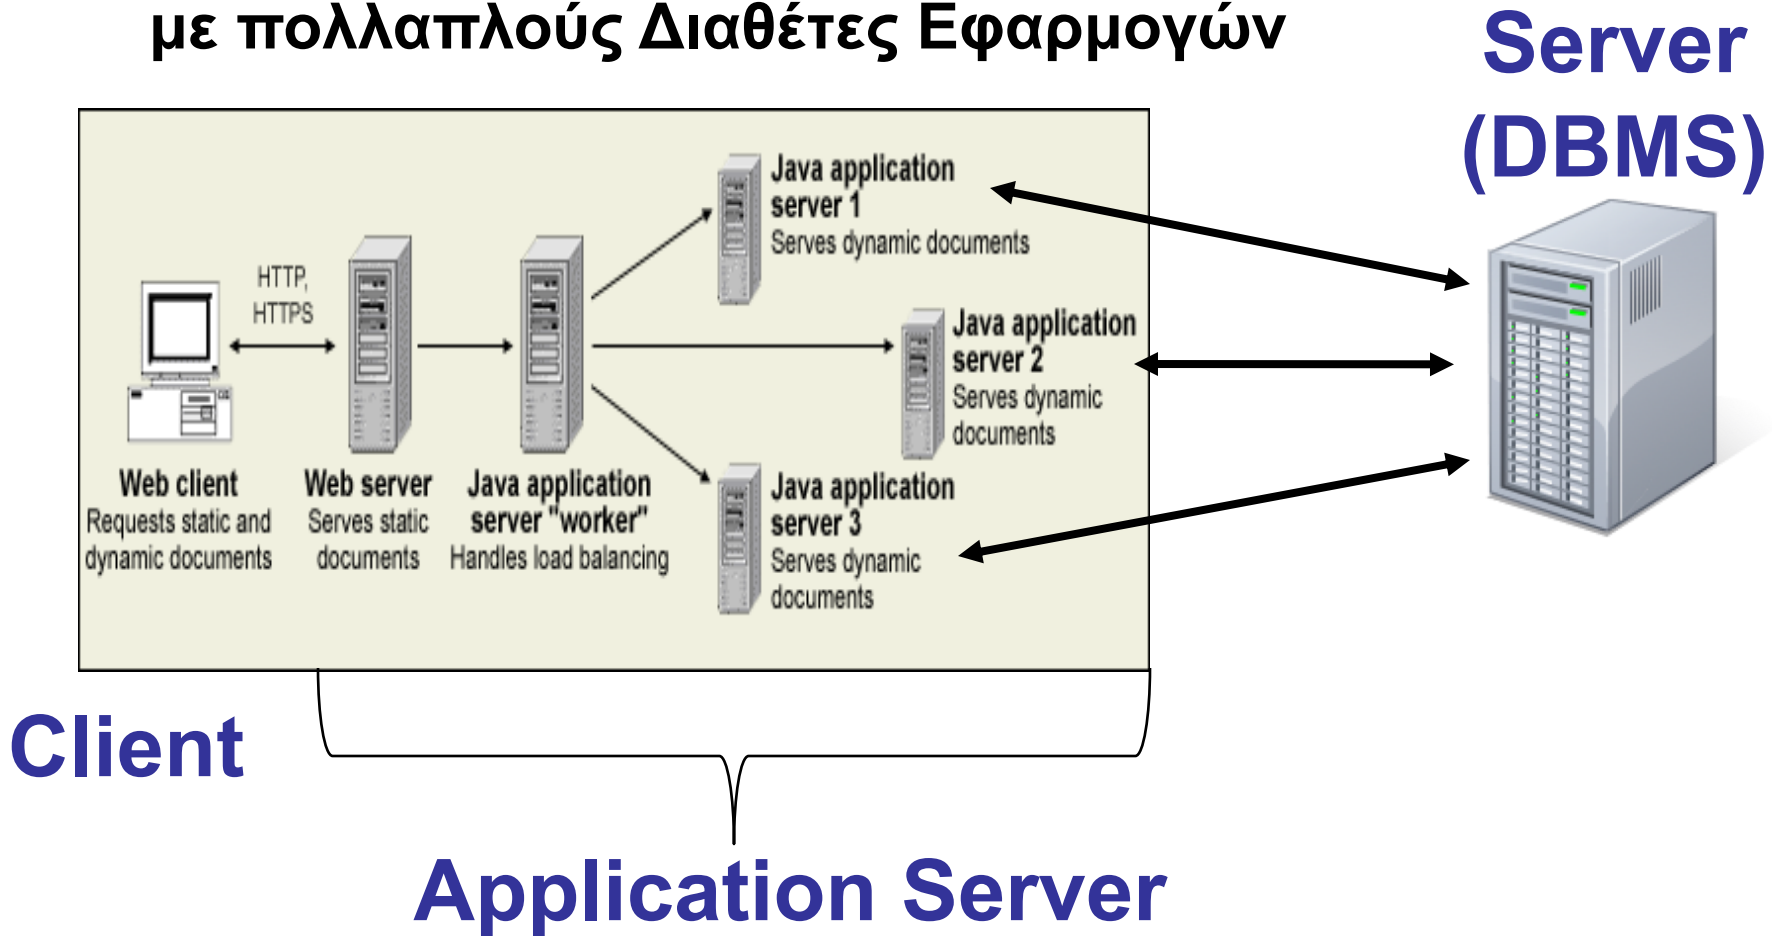 με πολλαπλούς Διαθέτες Εφαρμογών
Server
(DBMS)
Java application
server 1
Serves dynamic documents
HTTP,
HTTPS
Java application
server 2
Serves dynamic
documents
Web client
Requests static and
dynamic documents
Web server
Serves static
documents
Java application
server "worker"
Handles load balancing
Java application
server 3
Serves dynamic
documents
Client
Application Server